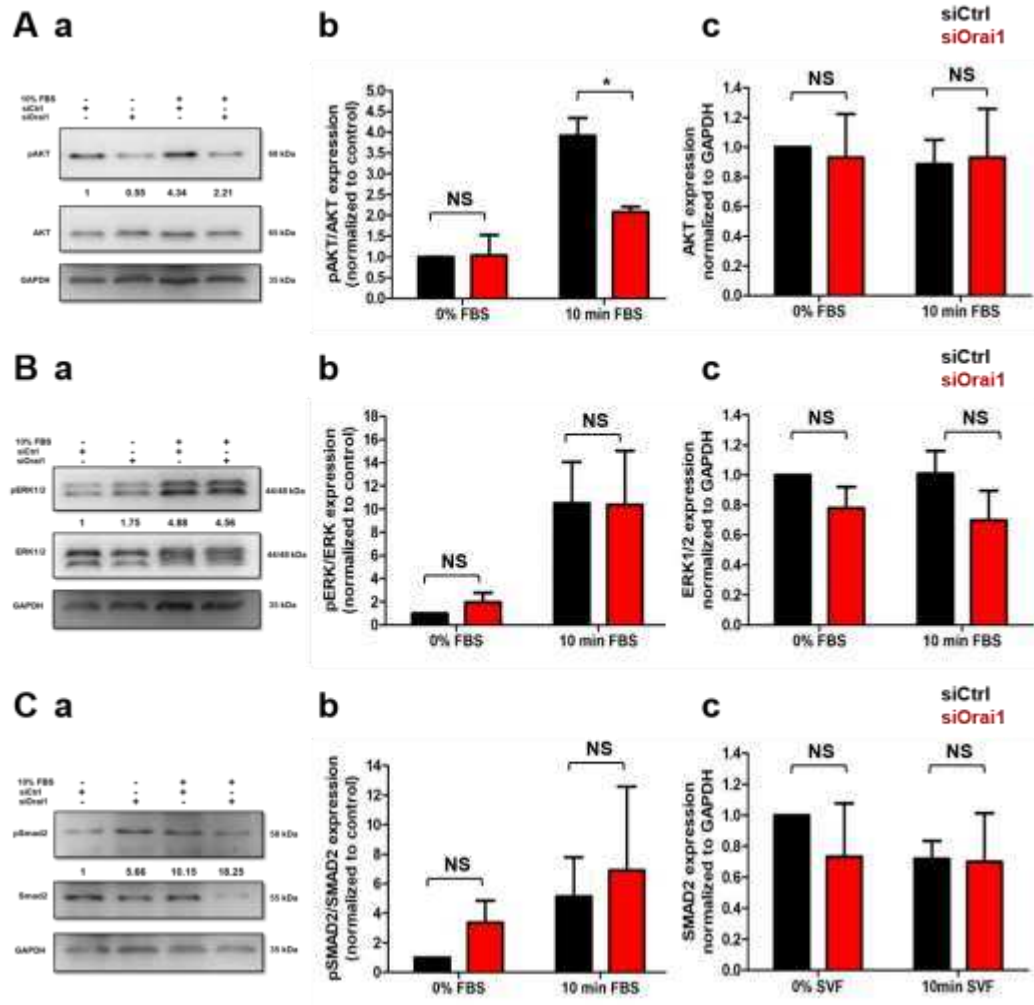 A a
10% FBS - - + +
siCtrl + - + -
siOrai1 - + - +
pAKT 60 kDa
1 0.55 4.34 2.21
AKT 60 kDa
GAPDH 35 kDa
b
pAKT/AKT expression
(normalized to control)
5.0
4.5
4.0
3.5
3.0
2.5
2.0
1.5
1.0
0.5
0.0
NS
*
0% FBS 10 min FBS
c
siCtrl
siOrai1
AKT expression
normalized to GAPDH
1.4
1.2
1.0
0.8
0.6
0.4
0.2
0.0
NS NS
0% FBS 10 min FBS
B a
10% FBS - - + +
siCtrl + - + -
siOrai1 - + - +
pERK1/2
1 1.75 4.88 4.56
ERK1/2
GAPDH 35 kDa
b
pERK/ERK expression
(normalized to control)
18
16
14
12
10
8
6
4
2
0
NS NS
0% FBS 10 min FBS
c
siCtrl
siOrai1
ERK1/2 expression
normalized to GAPDH
1.4
1.2
1.0
0.8
0.6
0.4
0.2
0.0
NS NS
0% FBS 10 min FBS
C a
10% FBS - - + +
siCtrl + - + -
siOrai1 - + - +
pSmad2 58 kDa
1 5.66 10.15 18.25
Smad2 55 kDa
GAPDH 35 kDa
b
pSMAD2/SMAD2 expression
(normalized to control)
14
12
10
8
6
4
2
0
NS NS
0% FBS 10 min FBS
c
siCtrl
siOrai1
SMAD2 expression
normalized to GAPDH
1.4
1.2
1.0
0.8
0.6
0.4
0.2
0.0
NS NS
0% SVF 10min SVF